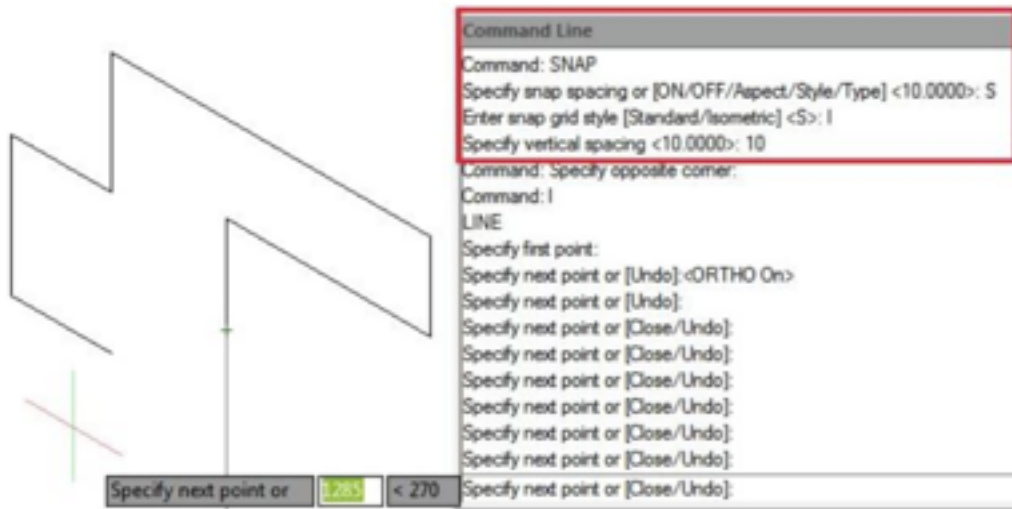 Command Line
Command: SNAP
Specify snap spacing or [ON/OFF/Aspect/Style/Type] <10.0000>: S
Enter snap grid style [Standard/Isometric] <S>: I
Specify vertical spacing <10.0000>: 10
Command: Specify opposite corner:
Command: l
LINE
Specify first point:
Specify next point or [Undo]:<ORTHO On>
Specify next point or [Undo]:
Specify next point or [Close/Undo]:
Specify next point or [Close/Undo]:
Specify next point or [Close/Undo]:
Specify next point or [Close/Undo]:
Specify next point or [Close/Undo]:
Specify next point or [Close/Undo]:
Specify next point or 1285 < 270
Specify next point or [Close/Undo]: